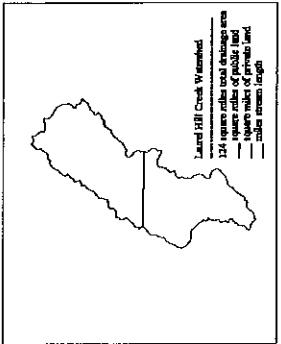 Laurel Hill Creek Watershed
124 square miles total drainage area
square miles of public land
square miles of private land
miles stream length